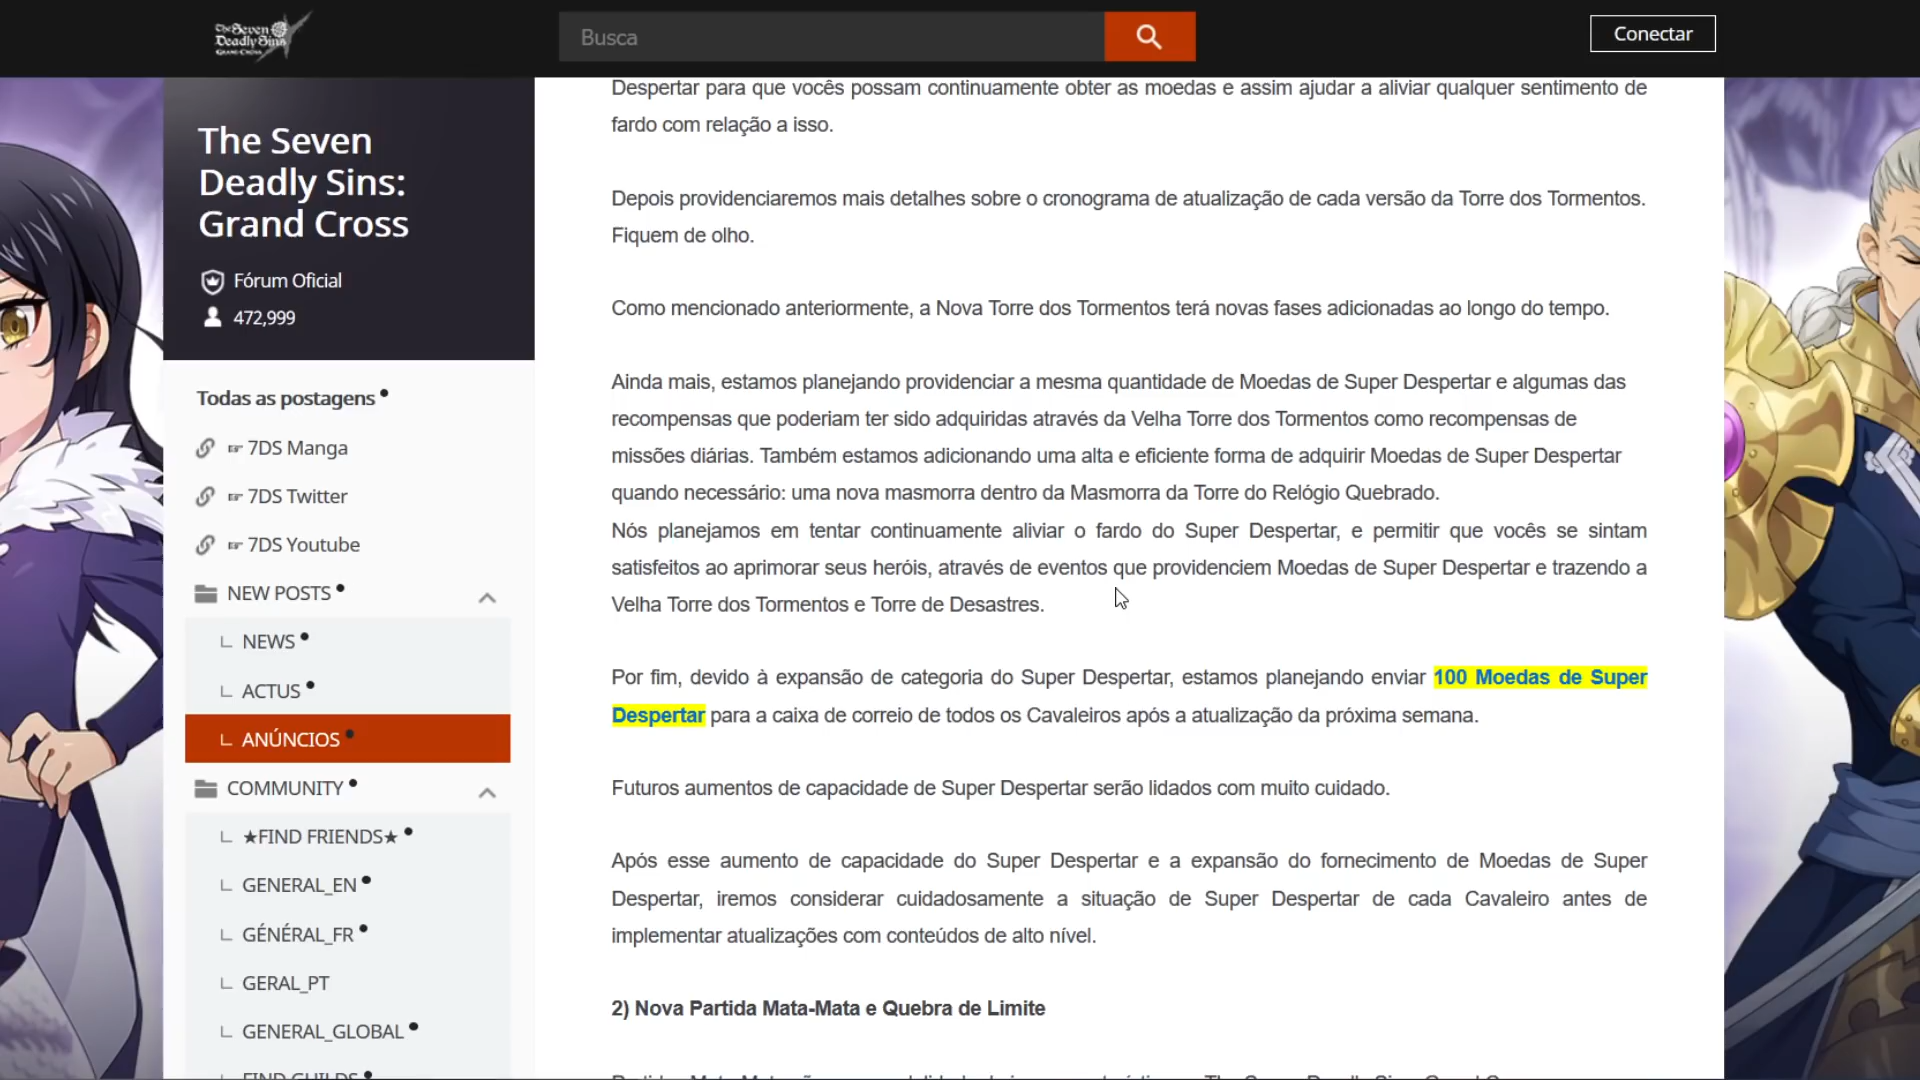 The Seven
Deadly Sins
GRAND CROSS
Busca
Conectar
The Seven
Deadly Sins:
Grand Cross
Fórum Oficial
472,999
Todas as postagens
☞ 7DS Manga
☞ 7DS Twitter
☞ 7DS Youtube
NEW POSTS
NEWS
ACTUS
ANÚNCIOS
COMMUNITY
★FIND FRIENDS★
GENERAL_EN
GÉNÉRAL_FR
GERAL_PT
GENERAL_GLOBAL
FIND GUILDS
Despertar para que vocês possam continuamente obter as moedas e assim ajudar a aliviar qualquer sentimento de
fardo com relação a isso.
Depois providenciaremos mais detalhes sobre o cronograma de atualização de cada versão da Torre dos Tormentos.
Fiquem de olho.
Como mencionado anteriormente, a Nova Torre dos Tormentos terá novas fases adicionadas ao longo do tempo.
Ainda mais, estamos planejando providenciar a mesma quantidade de Moedas de Super Despertar e algumas das
recompensas que poderiam ter sido adquiridas através da Velha Torre dos Tormentos como recompensas de
missões diárias. Também estamos adicionando uma alta e eficiente forma de adquirir Moedas de Super Despertar
quando necessário: uma nova masmorra dentro da Masmorra da Torre do Relógio Quebrado.
Nós planejamos em tentar continuamente aliviar o fardo do Super Despertar, e permitir que vocês se sintam
satisfeitos ao aprimorar seus heróis, através de eventos que providenciem Moedas de Super Despertar e trazendo a
Velha Torre dos Tormentos e Torre de Desastres.
Por fim, devido à expansão de categoria do Super Despertar, estamos planejando enviar 100 Moedas de Super
Despertar para a caixa de correio de todos os Cavaleiros após a atualização da próxima semana.
Futuros aumentos de capacidade de Super Despertar serão lidados com muito cuidado.
Após esse aumento de capacidade do Super Despertar e a expansão do fornecimento de Moedas de Super
Despertar, iremos considerar cuidadosamente a situação de Super Despertar de cada Cavaleiro antes de
implementar atualizações com conteúdos de alto nível.
2) Nova Partida Mata-Mata e Quebra de Limite